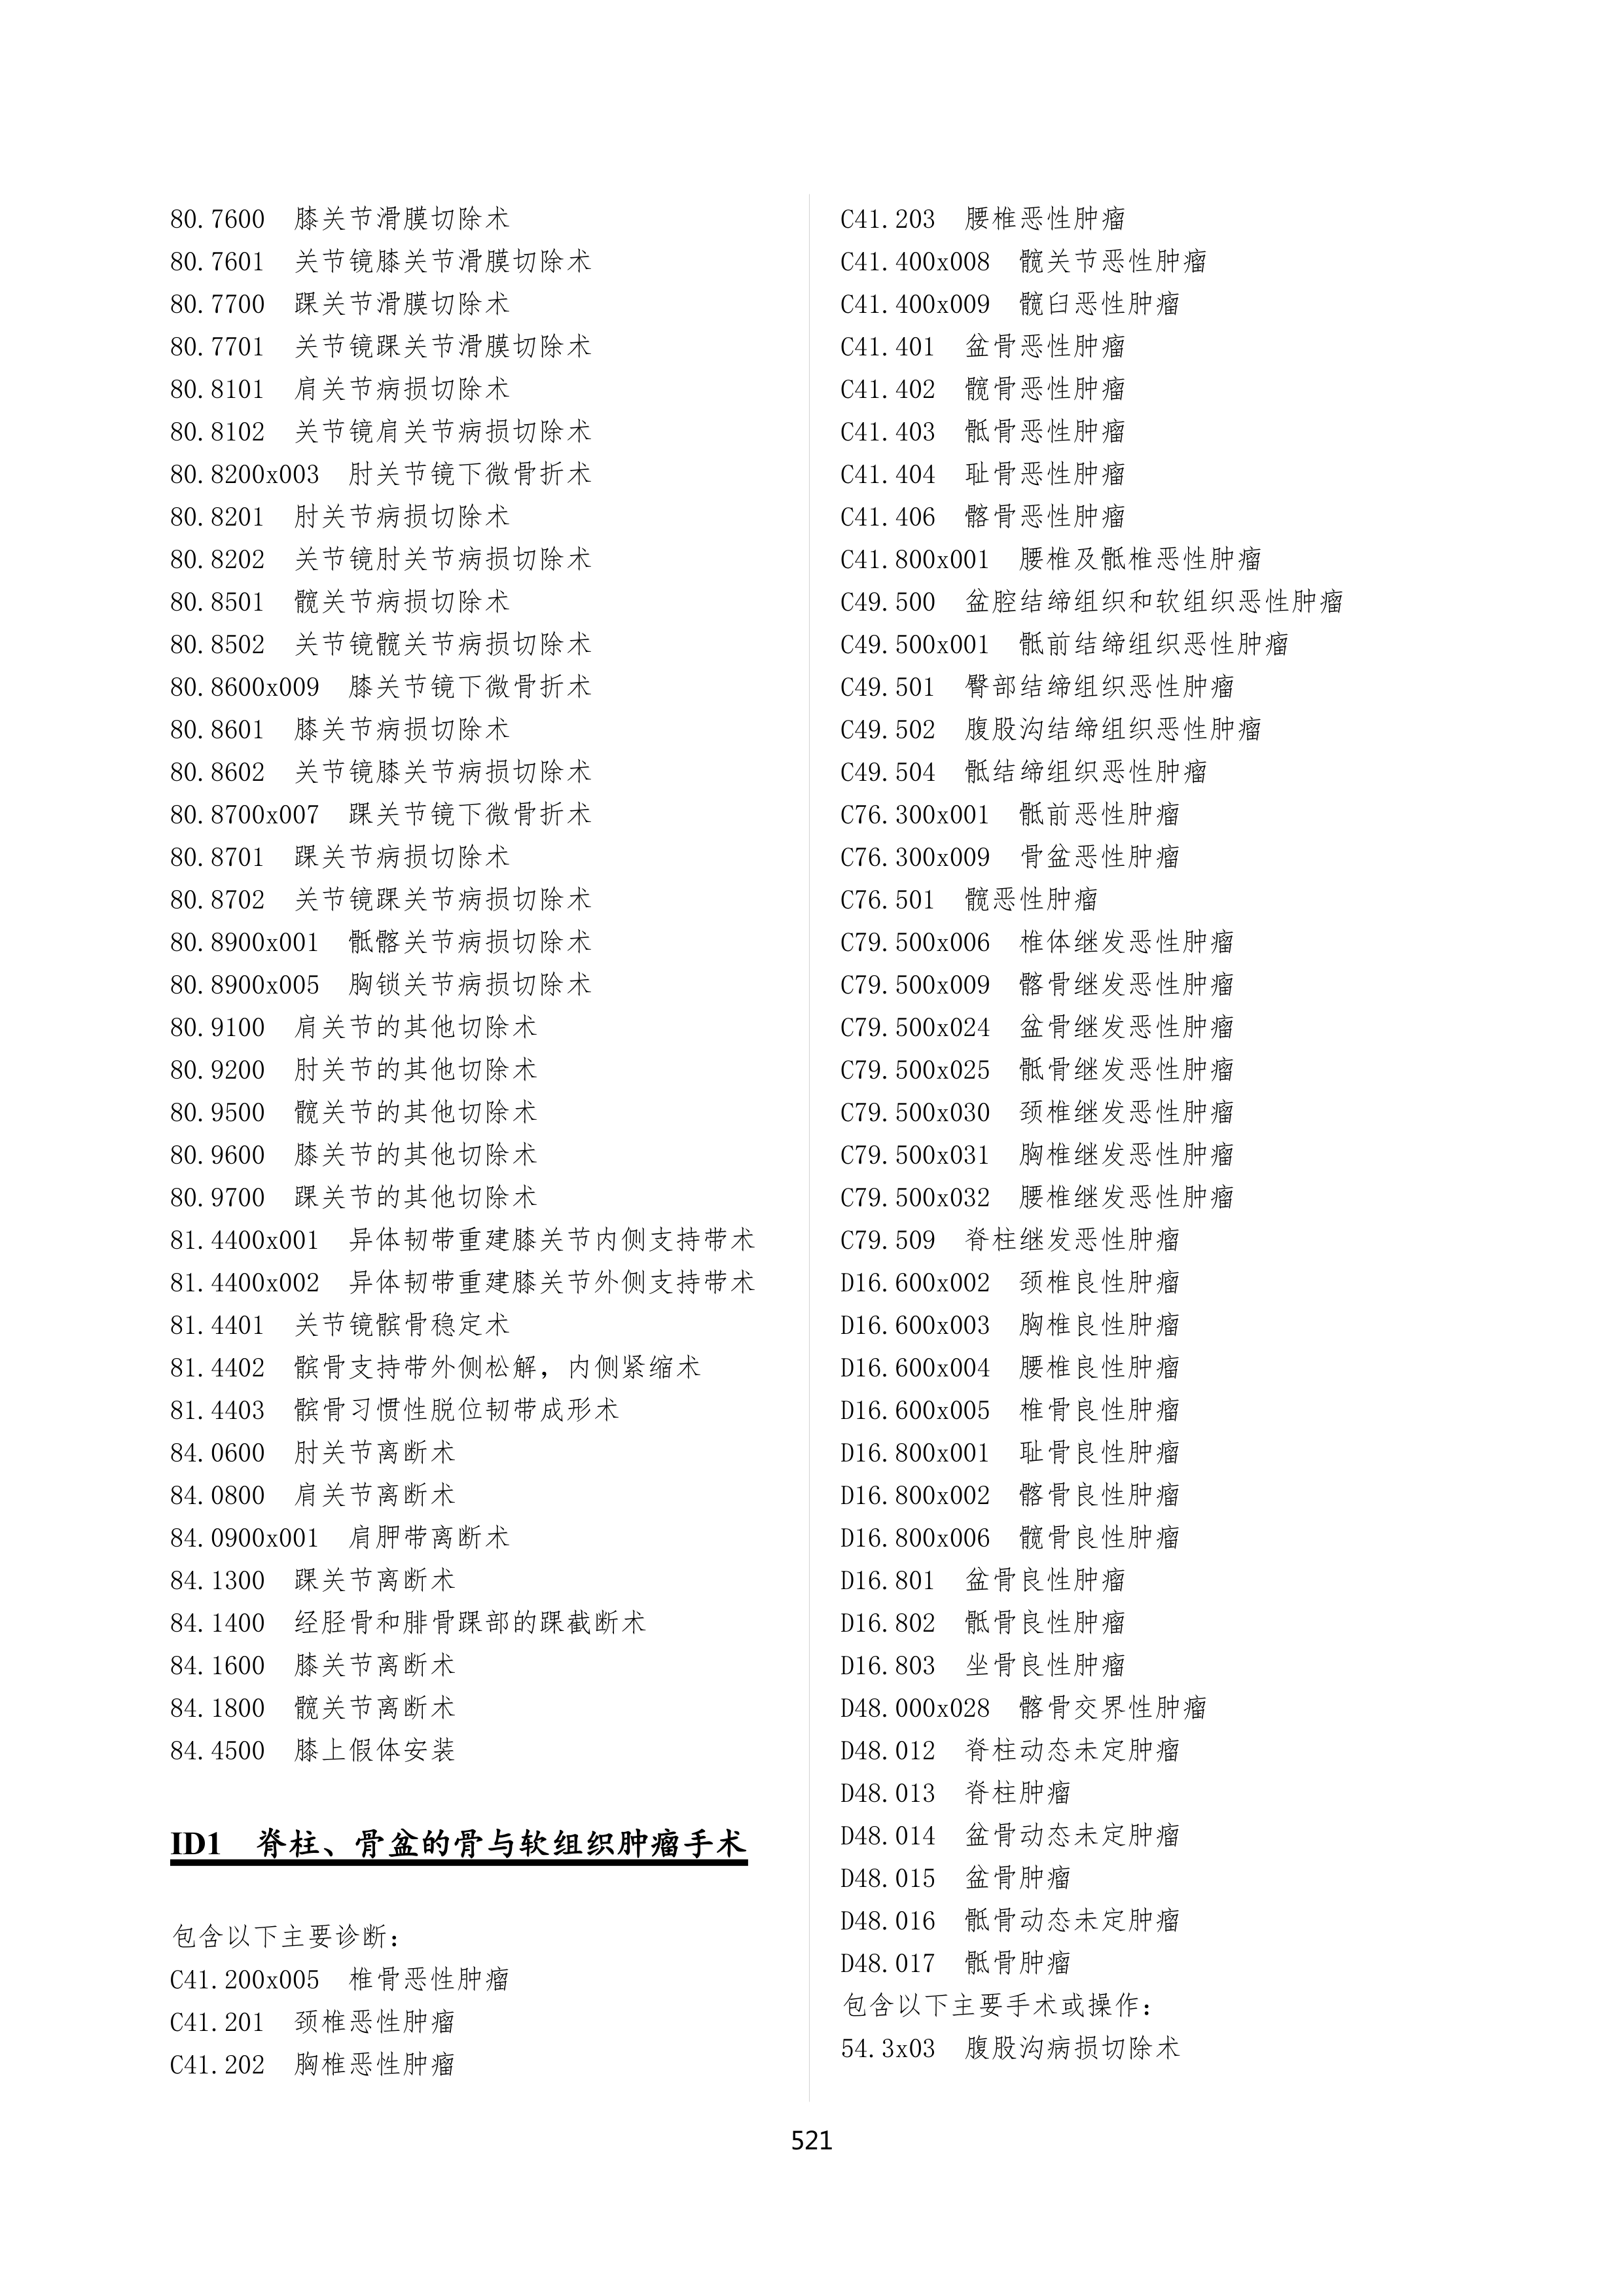 80.7600 膝关节滑膜切除术
80.7601 关节镜膝关节滑膜切除术
80.7700 踝关节滑膜切除术
80.7701 关节镜踝关节滑膜切除术
80.8101 肩关节病损切除术
80.8102 关节镜肩关节病损切除术
80.8200x003 肘关节镜下微骨折术
80.8201 肘关节病损切除术
80.8202 关节镜肘关节病损切除术
80.8501 髋关节病损切除术
80.8502 关节镜髋关节病损切除术
80.8600x009 膝关节镜下微骨折术
80.8601 膝关节病损切除术
80.8602 关节镜膝关节病损切除术
80.8700x007 踝关节镜下微骨折术
80.8701 踝关节病损切除术
80.8702 关节镜踝关节病损切除术
80.8900x001 骶髂关节病损切除术
80.8900x005 胸锁关节病损切除术
80.9100 肩关节的其他切除术
80.9200 肘关节的其他切除术
80.9500 髋关节的其他切除术
80.9600 膝关节的其他切除术
80.9700 踝关节的其他切除术
81.4400x001 异体韧带重建膝关节内侧支持带术
81.4400x002 异体韧带重建膝关节外侧支持带术
81.4401 关节镜髌骨稳定术
81.4402 髌骨支持带外侧松解，内侧紧缩术
81.4403 髌骨习惯性脱位韧带成形术
84.0600 肘关节离断术
84.0800 肩关节离断术
84.0900x001 肩胛带离断术
84.1300 踝关节离断术
84.1400 经胫骨和腓骨踝部的踝截断术
84.1600 膝关节离断术
84.1800 髋关节离断术
84.4500 膝上假体安装
ID1 脊柱、骨盆的骨与软组织肿瘤手术
包含以下主要诊断：
C41.200x005 椎骨恶性肿瘤
C41.201 颈椎恶性肿瘤
C41.202 胸椎恶性肿瘤
C41.203 腰椎恶性肿瘤
C41.400x008 髋关节恶性肿瘤
C41.400x009 髋臼恶性肿瘤
C41.401 盆骨恶性肿瘤
C41.402 髋骨恶性肿瘤
C41.403 骶骨恶性肿瘤
C41.404 耻骨恶性肿瘤
C41.406 髂骨恶性肿瘤
C41.800x001 腰椎及骶椎恶性肿瘤
C49.500 盆腔结缔组织和软组织恶性肿瘤
C49.500x001 骶前结缔组织恶性肿瘤
C49.501 臀部结缔组织恶性肿瘤
C49.502 腹股沟结缔组织恶性肿瘤
C49.504 骶结缔组织恶性肿瘤
C76.300x001 骶前恶性肿瘤
C76.300x009 骨盆恶性肿瘤
C76.501 髋恶性肿瘤
C79.500x006 椎体继发恶性肿瘤
C79.500x009 髂骨继发恶性肿瘤
C79.500x024 盆骨继发恶性肿瘤
C79.500x025 骶骨继发恶性肿瘤
C79.500x030 颈椎继发恶性肿瘤
C79.500x031 胸椎继发恶性肿瘤
C79.500x032 腰椎继发恶性肿瘤
C79.509 脊柱继发恶性肿瘤
D16.600x002 颈椎良性肿瘤
D16.600x003 胸椎良性肿瘤
D16.600x004 腰椎良性肿瘤
D16.600x005 椎骨良性肿瘤
D16.800x001 耻骨良性肿瘤
D16.800x002 髂骨良性肿瘤
D16.800x006 髋骨良性肿瘤
D16.801 盆骨良性肿瘤
D16.802 骶骨良性肿瘤
D16.803 坐骨良性肿瘤
D48.000x028 髂骨交界性肿瘤
D48.012 脊柱动态未定肿瘤
D48.013 脊柱肿瘤
D48.014 盆骨动态未定肿瘤
D48.015 盆骨肿瘤
D48.016 骶骨动态未定肿瘤
D48.017 骶骨肿瘤
包含以下主要手术或操作：
54.3x03 腹股沟病损切除术
521